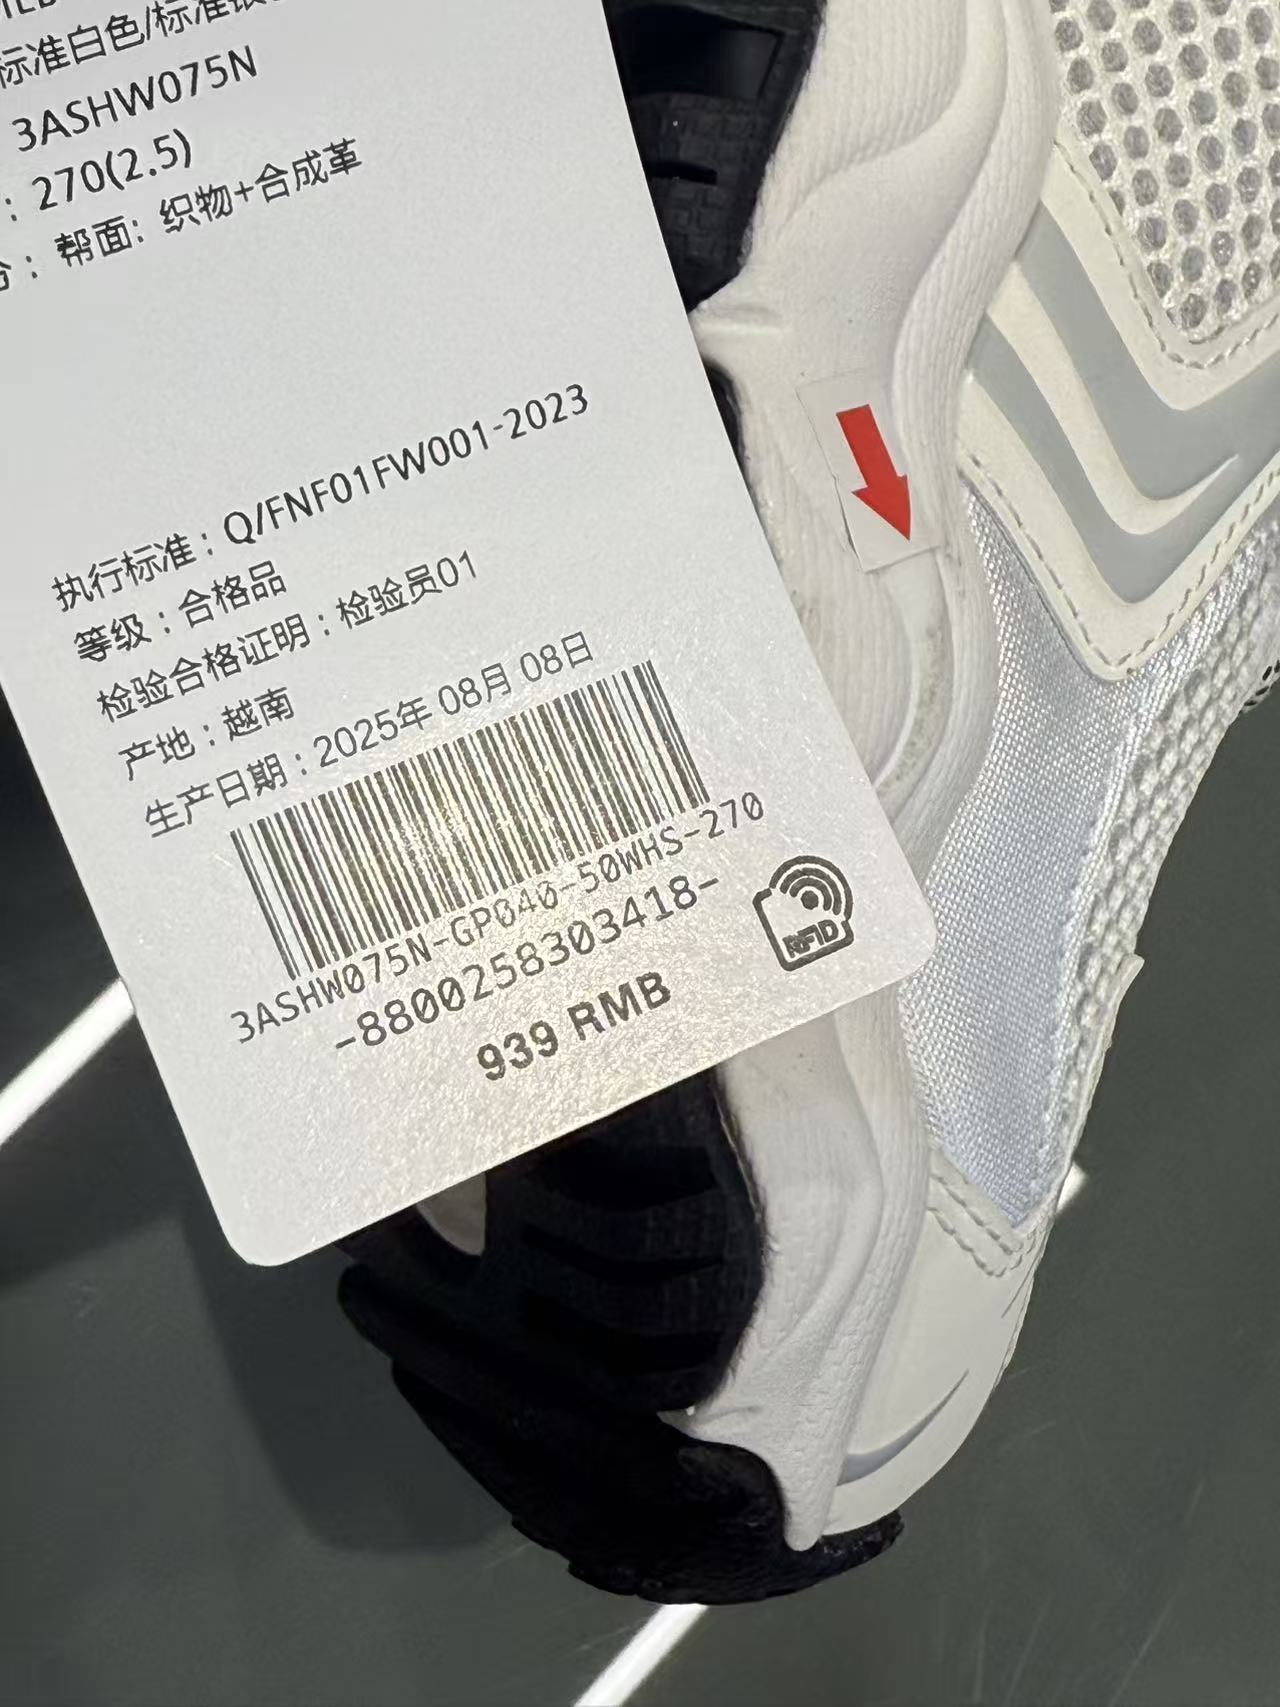 标准白色/标准银
3ASHW075N
: 270(2.5)
: 帮面: 织物+合成革
执行标准 : Q/FNF01FW001-2023
等级 : 合格品
检验合格证明 : 检验员01
产地 : 越南
生产日期 : 2025年 08月 08日
3ASHW075N-GP040-50WHS-270
-8800258303418-
939 RMB
RFID